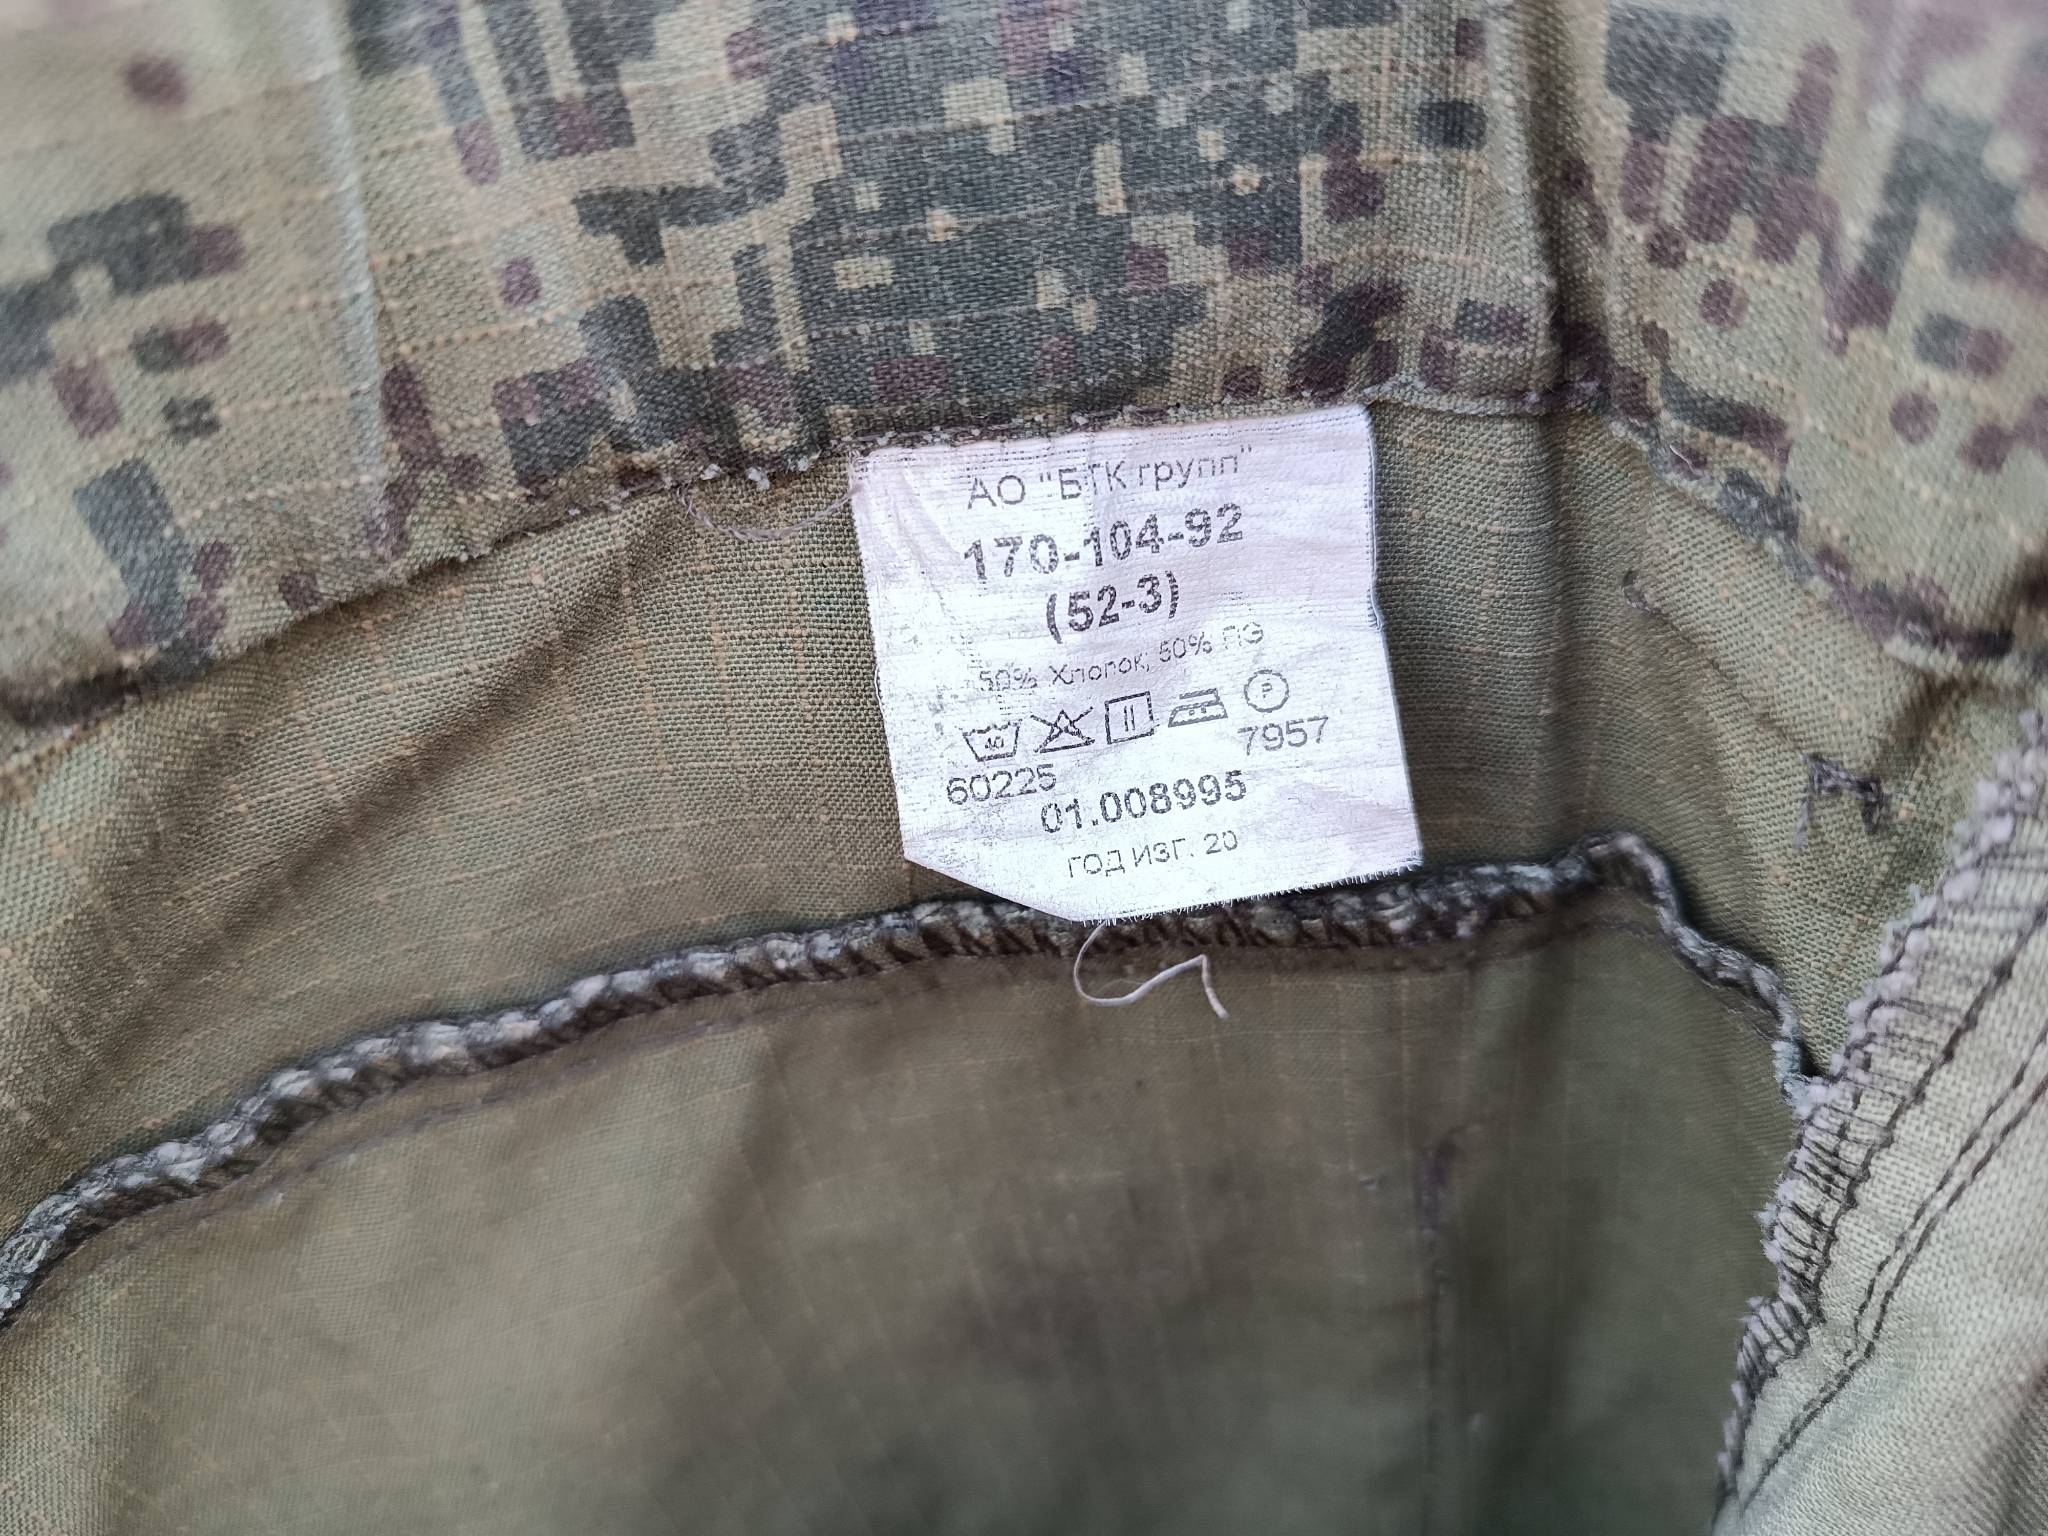 АО "БТК групп"
170-104-92
(52-3)
50% Хлопок, 50% ПЭ
40 P
60225 7957
01.008995
год изг. 20